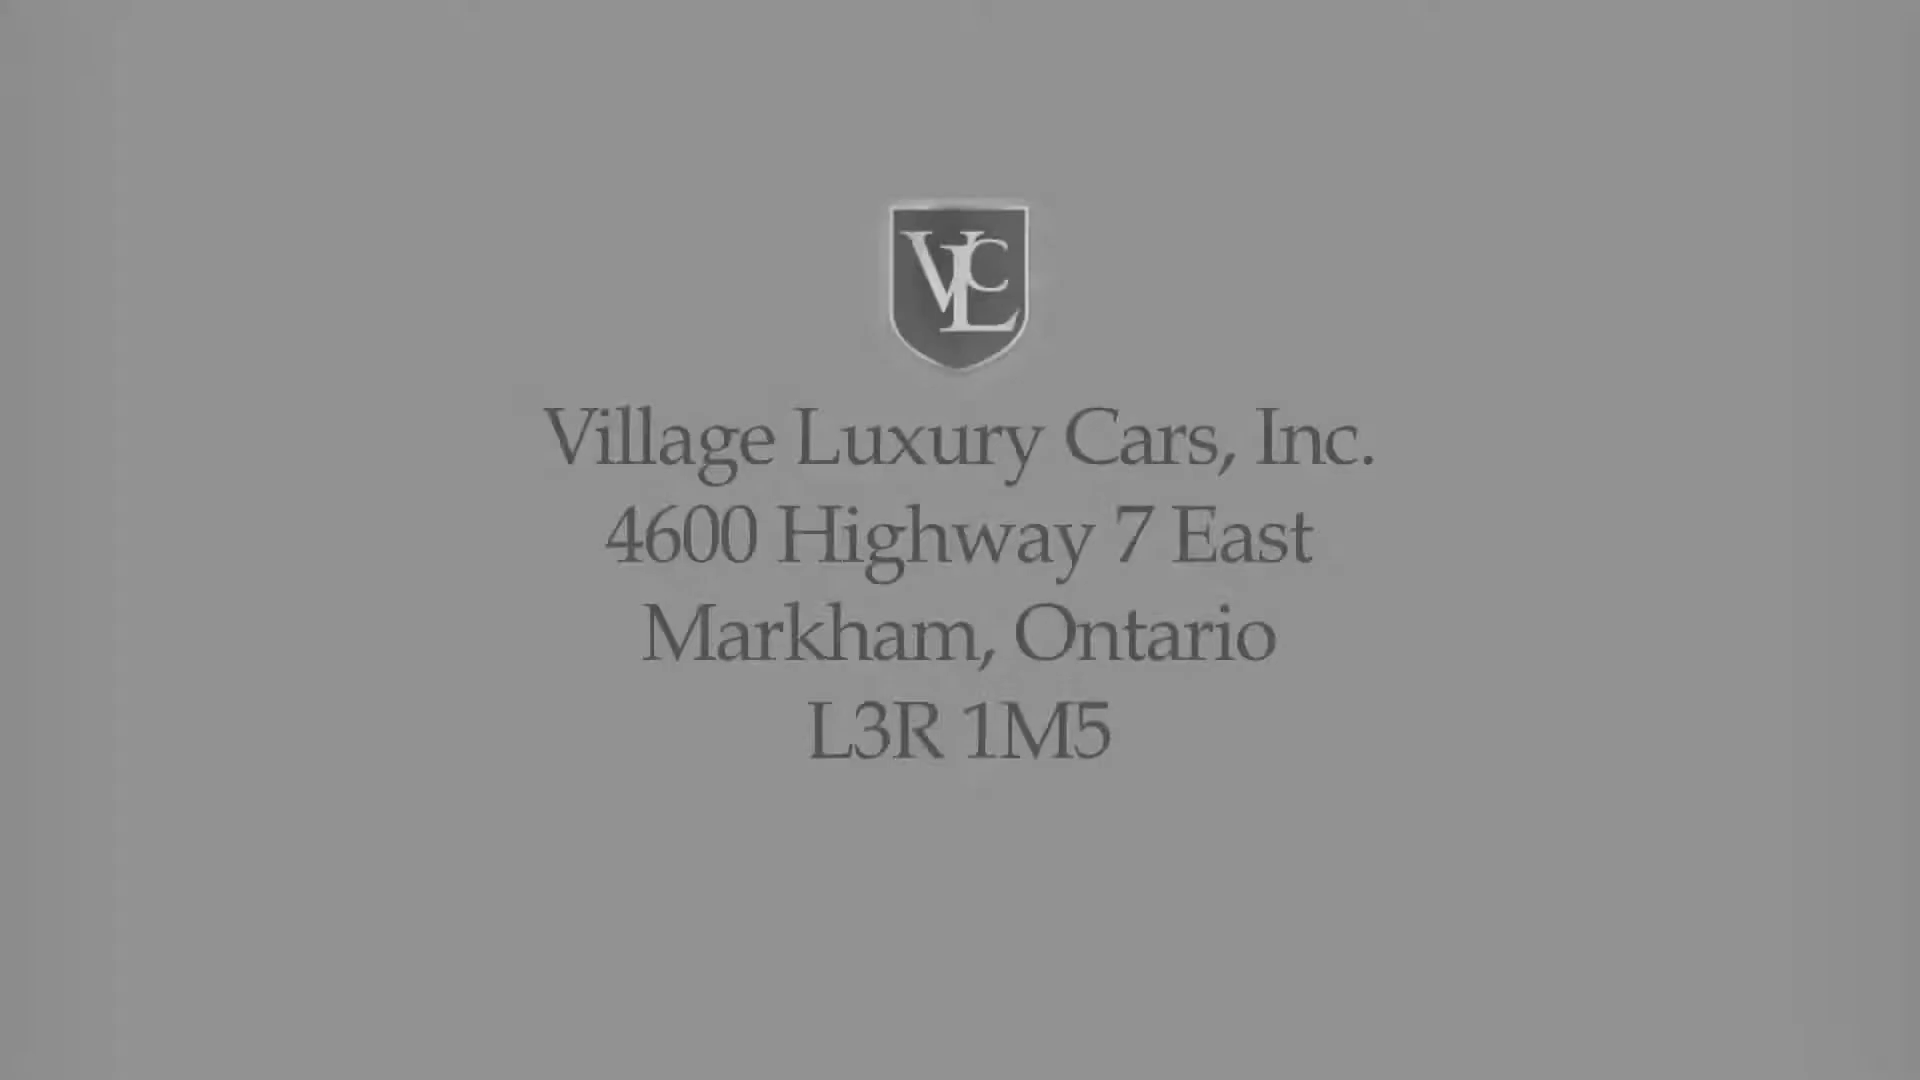 VLC
Village Luxury Cars, Inc.
4600 Highway 7 East
Markham, Ontario
L3R 1M5